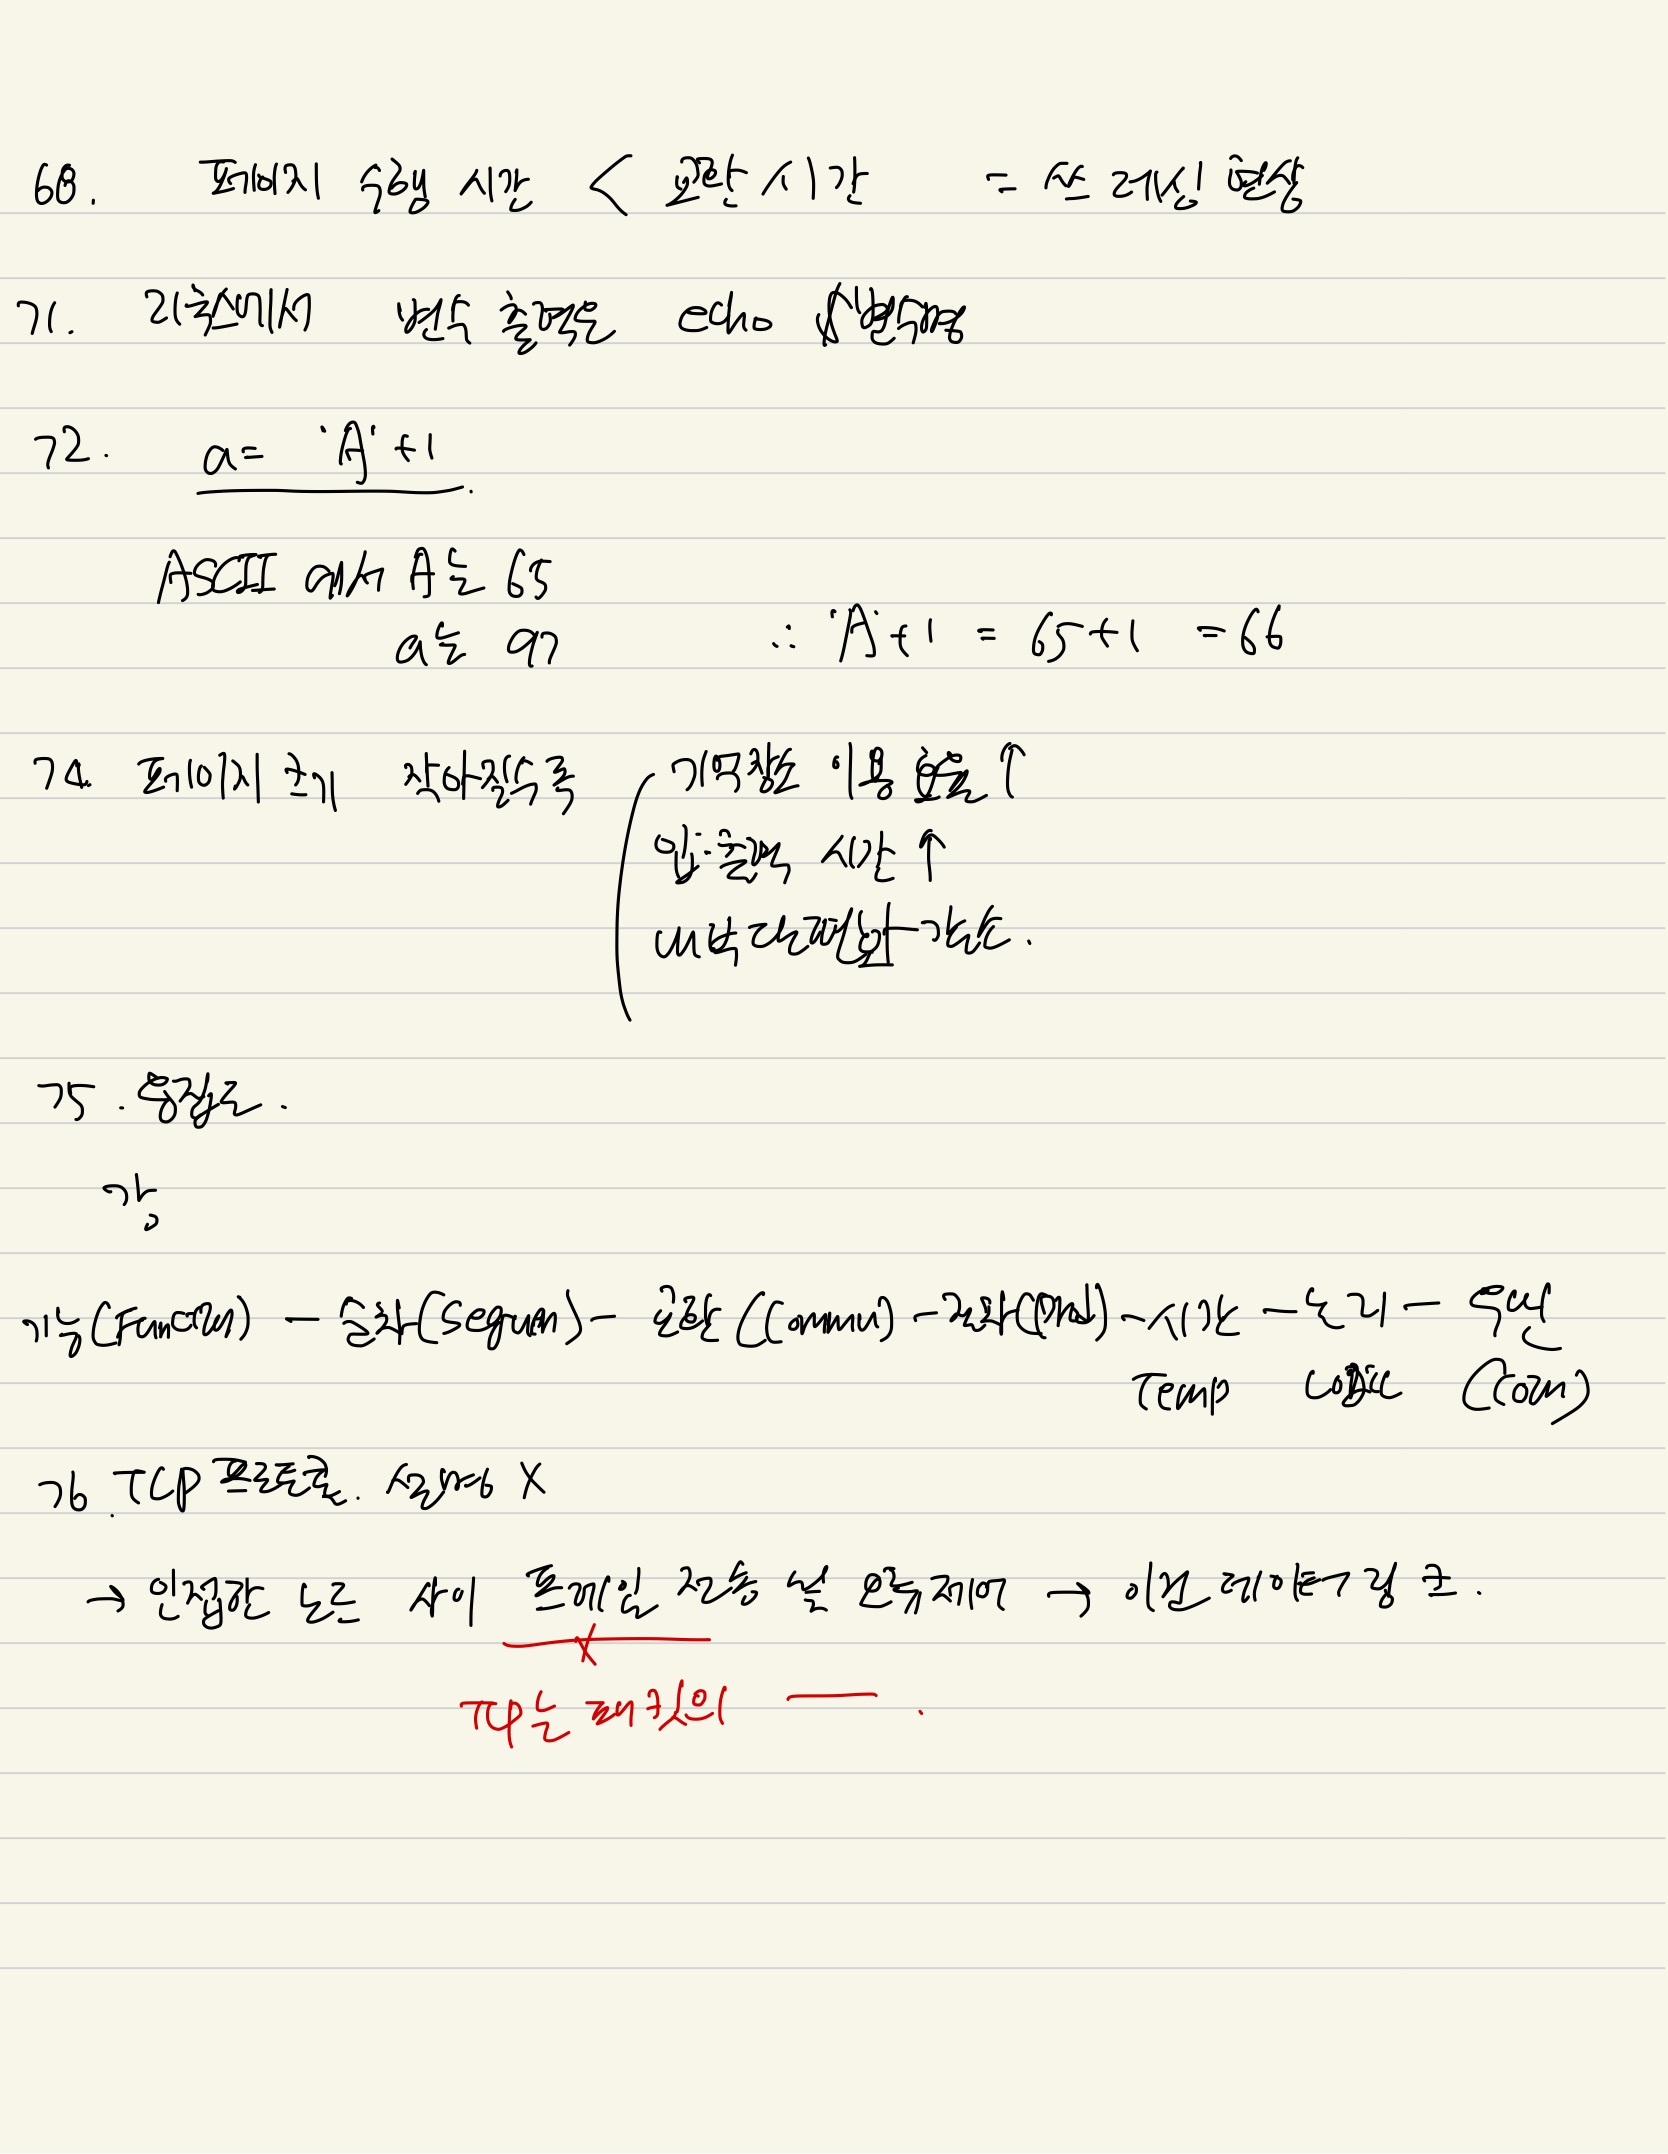 68. 페이지 수행 시간 < 교환 시간 = 쓰러싱 현상
71. 리눅스에서 변수 출력은 echo $변수명
72. a= 'A'+1
ASCII 에서 A는 65
a는 97 ∴ 'A'+1 = 65+1 = 66
74. 페이지 크기 작아질수록 기억장소 이용 효율 ↑
입·출력 시간 ↑
내부 단편화 감소.
75. 응집도.
강
기능(Function) - 순차(Sequen) - 교환(Commu) - 절차(Prod) - 시간 - 논리 - 우연
Temp Logic (Coin)
76. TCP 프로토콜. 설명 X
→ 인접한 노드 사이 프레임 전송 및 오류제어 → 이건 데이터링크.
TCP는 패킷의 ―.